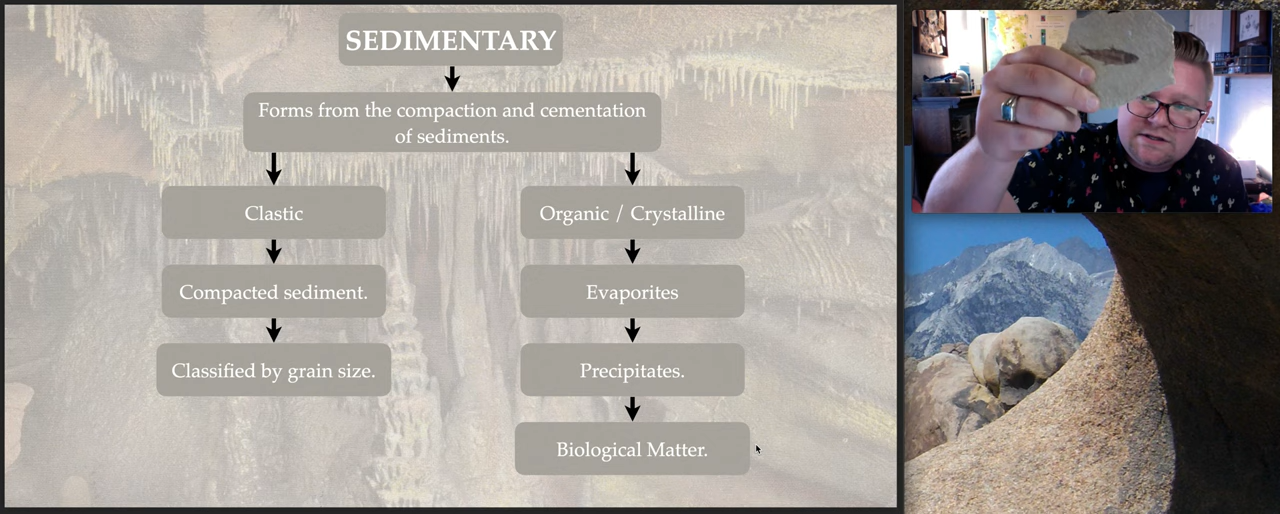 SEDIMENTARY
Forms from the compaction and cementation
of sediments.
Clastic
Organic / Crystalline
Compacted sediment.
Evaporites
Classified by grain size.
Precipitates.
Biological Matter.